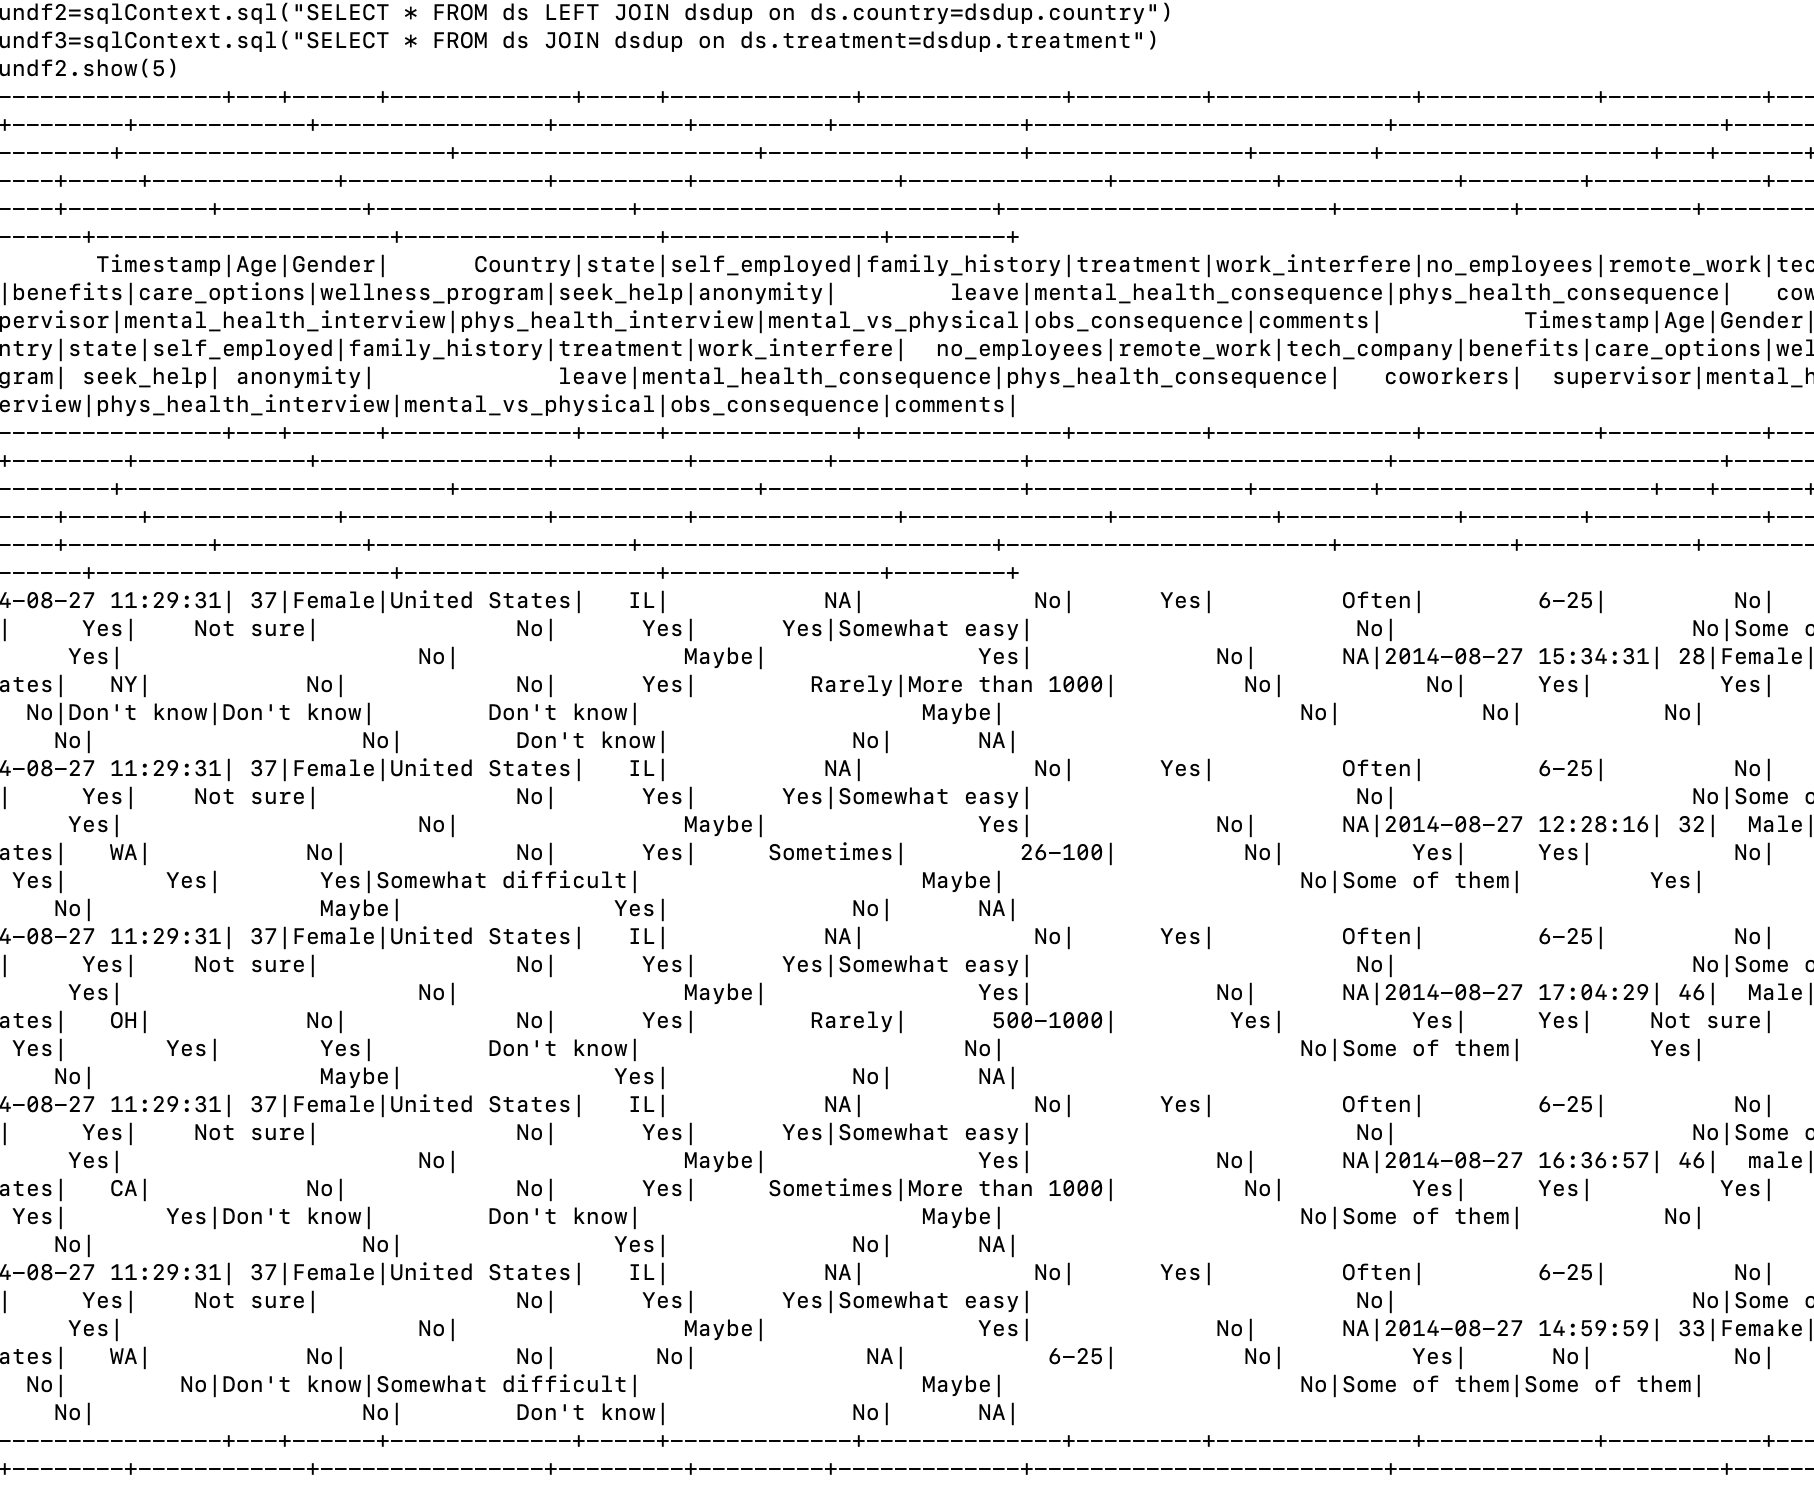 undf2=sqlContext.sql("SELECT * FROM ds LEFT JOIN dsdup on ds.country=dsdup.country")
undf3=sqlContext.sql("SELECT * FROM ds JOIN dsdup on ds.treatment=dsdup.treatment")
undf2.show(5)
----------------+---+------+-------------+-----+-------------+--------------+---------+--------------+------------+-----------+---
+--------+------------+----------------+---------+---------+-------------+-------------------------+-----------------------+------
--------+-----------------------+---------------------+------------------+---------------+--------+-------------------+---+------+
----+-----+-------------+--------------+---------+--------------+--------------+-----------+------------+--------+------------+---
----+----------+----------+------------------+-------------------------+-----------------------+------------+------------+--------
------+---------------------+------------------+---------------+--------+
Timestamp|Age|Gender|      Country|state|self_employed|family_history|treatment|work_interfere|no_employees|remote_work|tec
|benefits|care_options|wellness_program|seek_help|anonymity|        leave|mental_health_consequence|phys_health_consequence|   cow
pervisor|mental_health_interview|phys_health_interview|mental_vs_physical|obs_consequence|comments|          Timestamp|Age|Gender|
ntry|state|self_employed|family_history|treatment|work_interfere|  no_employees|remote_work|tech_company|benefits|care_options|wel
gram| seek_help| anonymity|             leave|mental_health_consequence|phys_health_consequence|   coworkers|  supervisor|mental_h
erview|phys_health_interview|mental_vs_physical|obs_consequence|comments|
----------------+---+------+-------------+-----+-------------+--------------+---------+--------------+------------+-----------+---
+--------+------------+----------------+---------+---------+-------------+-------------------------+-----------------------+------
--------+-----------------------+---------------------+------------------+---------------+--------+-------------------+---+------+
----+-----+-------------+--------------+---------+--------------+--------------+-----------+------------+--------+------------+---
----+----------+----------+------------------+-------------------------+-----------------------+------------+------------+--------
------+---------------------+------------------+---------------+--------+
4-08-27 11:29:31| 37|Female|United States|   IL|           NA|            No|      Yes|         Often|        6-25|         No|
|     Yes|    Not sure|              No|      Yes|      Yes|Somewhat easy|                       No|                     No|Some o
Yes|                     No|                Maybe|               Yes|             No|      NA|2014-08-27 15:34:31| 28|Female|
ates|   NY|           No|            No|      Yes|        Rarely|More than 1000|         No|          No|     Yes|         Yes|
No|Don't know|Don't know|        Don't know|                    Maybe|                     No|          No|          No|
No|                   No|        Don't know|             No|      NA|
4-08-27 11:29:31| 37|Female|United States|   IL|           NA|            No|      Yes|         Often|        6-25|         No|
|     Yes|    Not sure|              No|      Yes|      Yes|Somewhat easy|                       No|                     No|Some o
Yes|                     No|                Maybe|               Yes|             No|      NA|2014-08-27 12:28:16| 32|  Male|
ates|   WA|           No|            No|      Yes|     Sometimes|        26-100|         No|         Yes|     Yes|          No|
Yes|       Yes|       Yes|Somewhat difficult|                    Maybe|                     No|Some of them|         Yes|
No|                Maybe|               Yes|             No|      NA|
4-08-27 11:29:31| 37|Female|United States|   IL|           NA|            No|      Yes|         Often|        6-25|         No|
|     Yes|    Not sure|              No|      Yes|      Yes|Somewhat easy|                       No|                     No|Some o
Yes|                     No|                Maybe|               Yes|             No|      NA|2014-08-27 17:04:29| 46|  Male|
ates|   OH|           No|            No|      Yes|        Rarely|      500-1000|        Yes|         Yes|     Yes|    Not sure|
Yes|       Yes|       Yes|        Don't know|                       No|                     No|Some of them|         Yes|
No|                Maybe|               Yes|             No|      NA|
4-08-27 11:29:31| 37|Female|United States|   IL|           NA|            No|      Yes|         Often|        6-25|         No|
|     Yes|    Not sure|              No|      Yes|      Yes|Somewhat easy|                       No|                     No|Some o
Yes|                     No|                Maybe|               Yes|             No|      NA|2014-08-27 16:36:57| 46|  male|
ates|   CA|           No|            No|      Yes|     Sometimes|More than 1000|         No|         Yes|     Yes|         Yes|
Yes|       Yes|Don't know|        Don't know|                    Maybe|                     No|Some of them|          No|
No|                   No|               Yes|             No|      NA|
4-08-27 11:29:31| 37|Female|United States|   IL|           NA|            No|      Yes|         Often|        6-25|         No|
|     Yes|    Not sure|              No|      Yes|      Yes|Somewhat easy|                       No|                     No|Some o
Yes|                     No|                Maybe|               Yes|             No|      NA|2014-08-27 14:59:59| 33|Femake|
ates|   WA|           No|            No|       No|            NA|          6-25|         No|         Yes|      No|          No|
No|        No|Don't know|Somewhat difficult|                    Maybe|                     No|Some of them|Some of them|
No|                   No|        Don't know|             No|      NA|
----------------+---+------+-------------+-----+-------------+--------------+---------+--------------+------------+-----------+---
+--------+------------+----------------+---------+---------+-------------+-------------------------+-----------------------+------